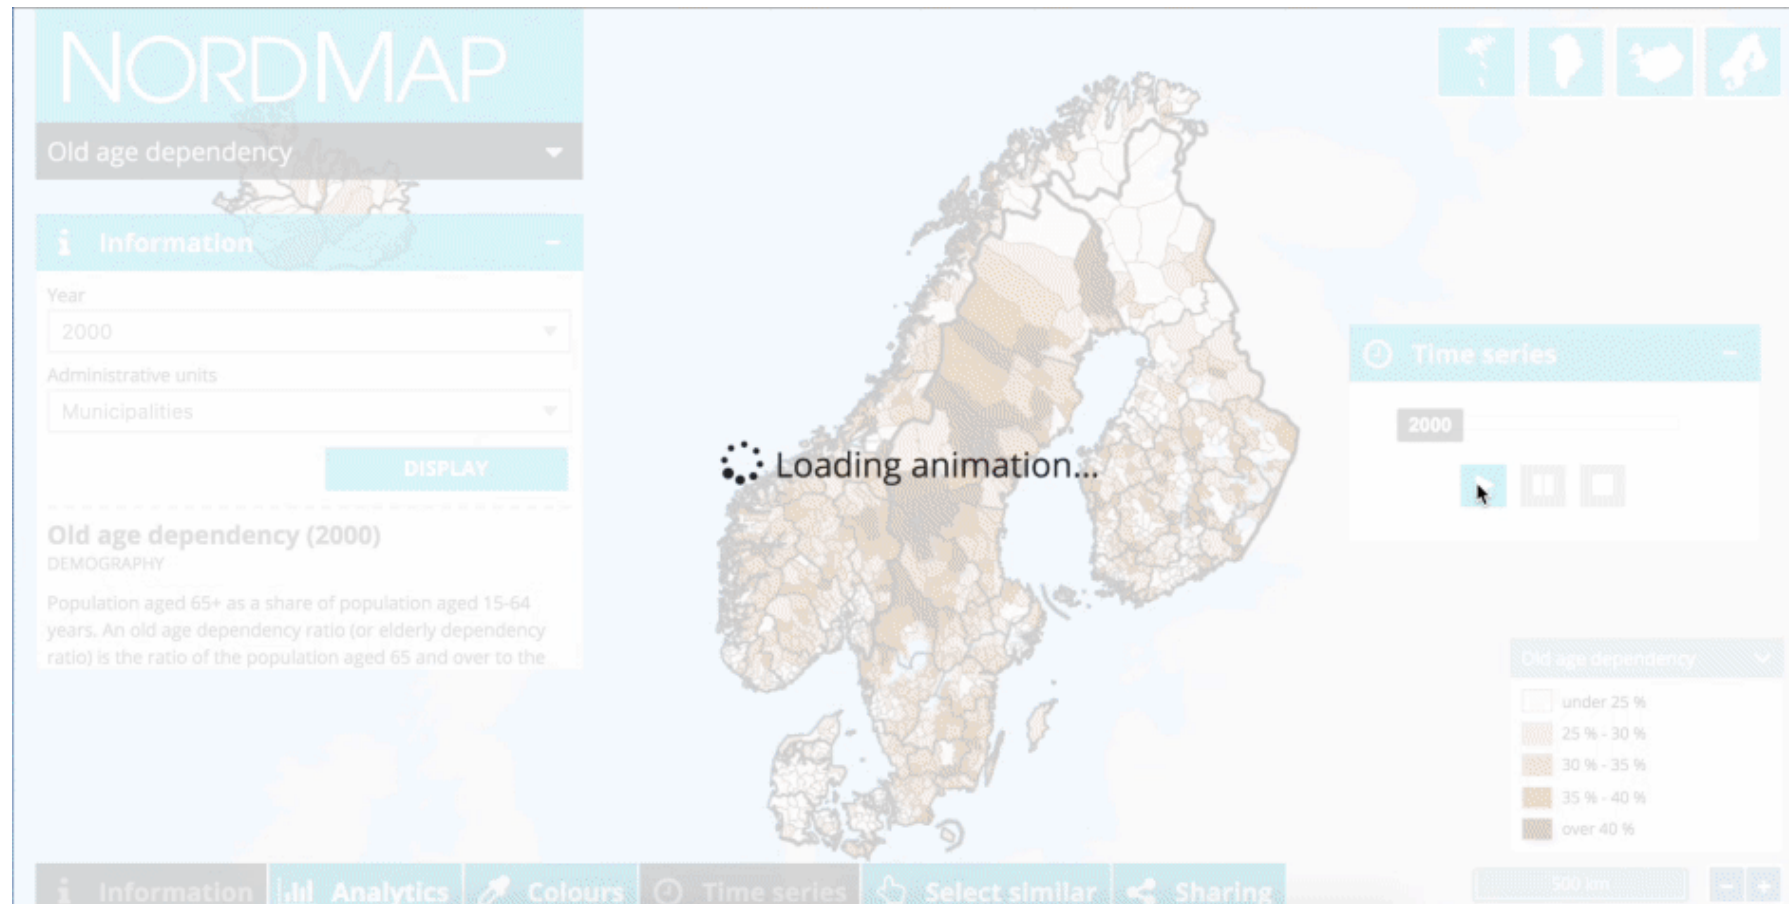 NORDMAP
Old age dependency
Information
Year
2000
Administrative units
Municipalities
DISPLAY
Old age dependency (2000)
DEMOGRAPHY
Population aged 65+ as a share of population aged 15-64
years. An old age dependency ratio (or elderly dependency
ratio) is the ratio of the population aged 65 and over to the
Loading animation...
Time series
2000
Old age dependency
under 25 %
25 % - 30 %
30 % - 35 %
35 % - 40 %
over 40 %
500 km
Information
Analytics
Colours
Time series
Select similar
Sharing